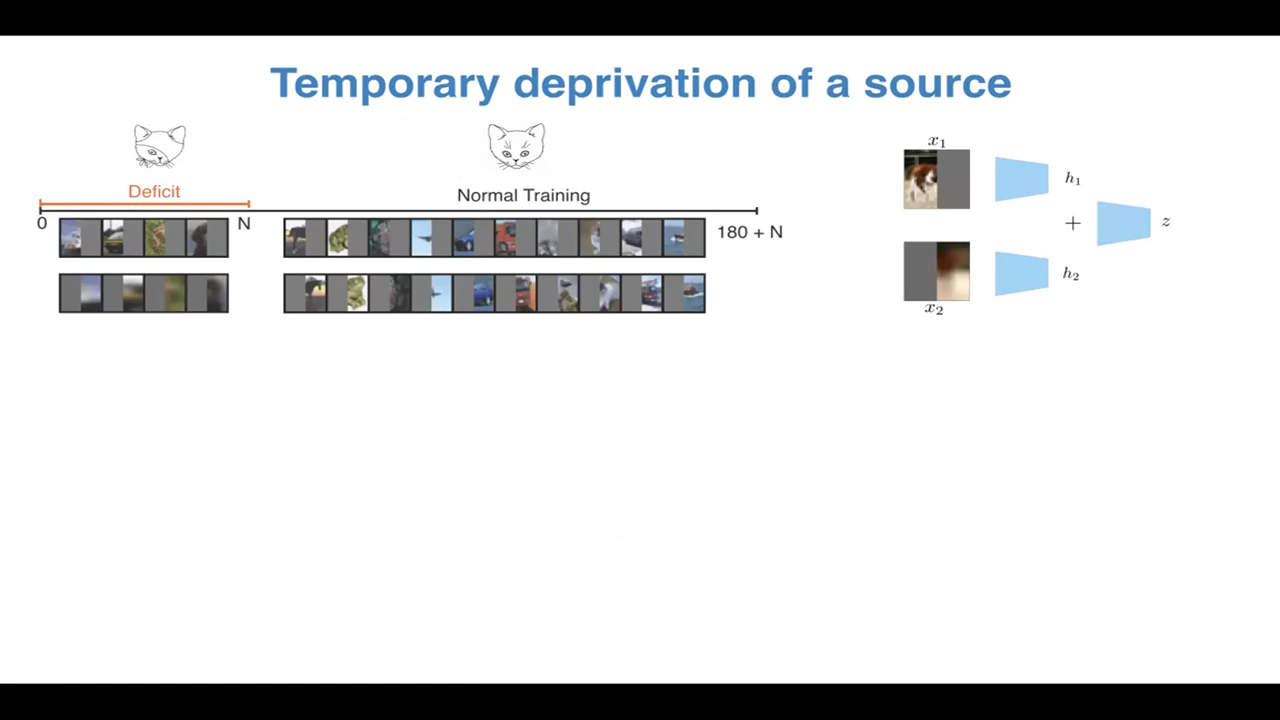 Temporary deprivation of a source
Deficit
Normal Training
0
N
180 + N
x₁
h₁
+
z
h₂
x₂